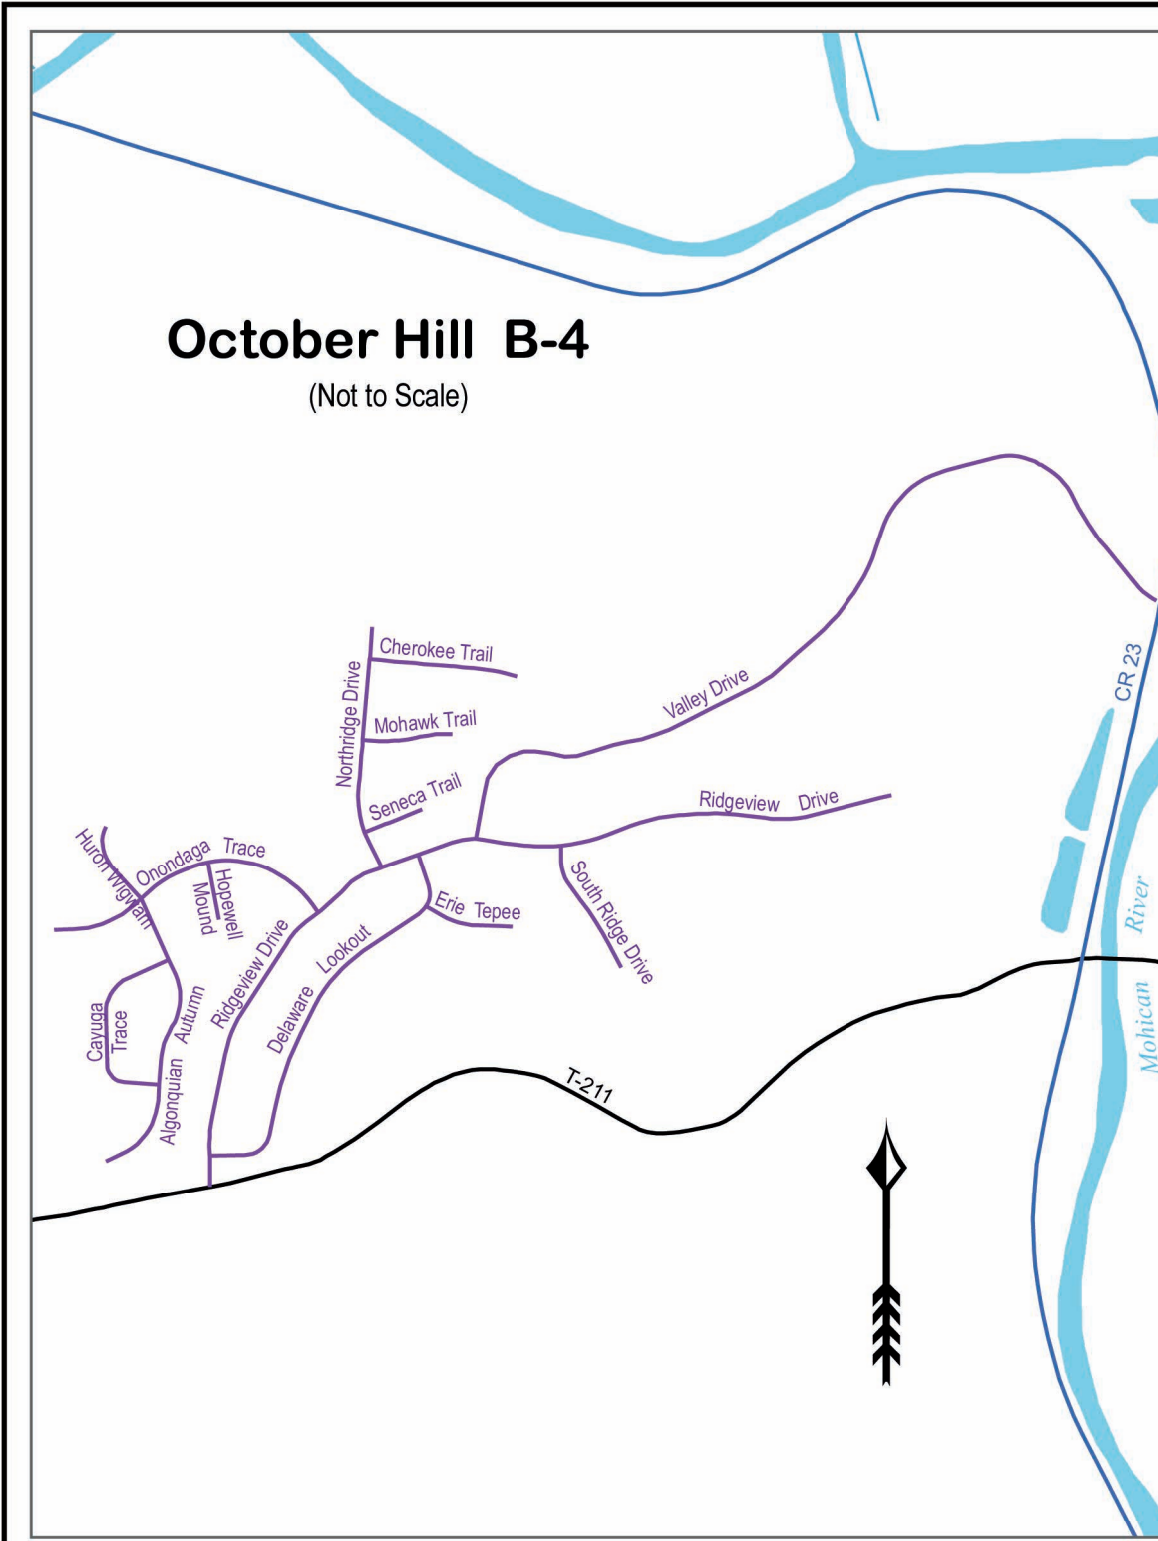 October Hill B-4
(Not to Scale)
Cherokee Trail
Northridge Drive
Mohawk Trail
Seneca Trail
Valley Drive
CR 23
Ridgeview Drive
Huron Wigwam
Onondaga Trace
Hopewell
Mound
Erie Tepee
South Ridge Drive
Ridgeview Drive
Delaware Lookout
Cayuga
Trace
Algonquian Autumn
T-211
Mohican River